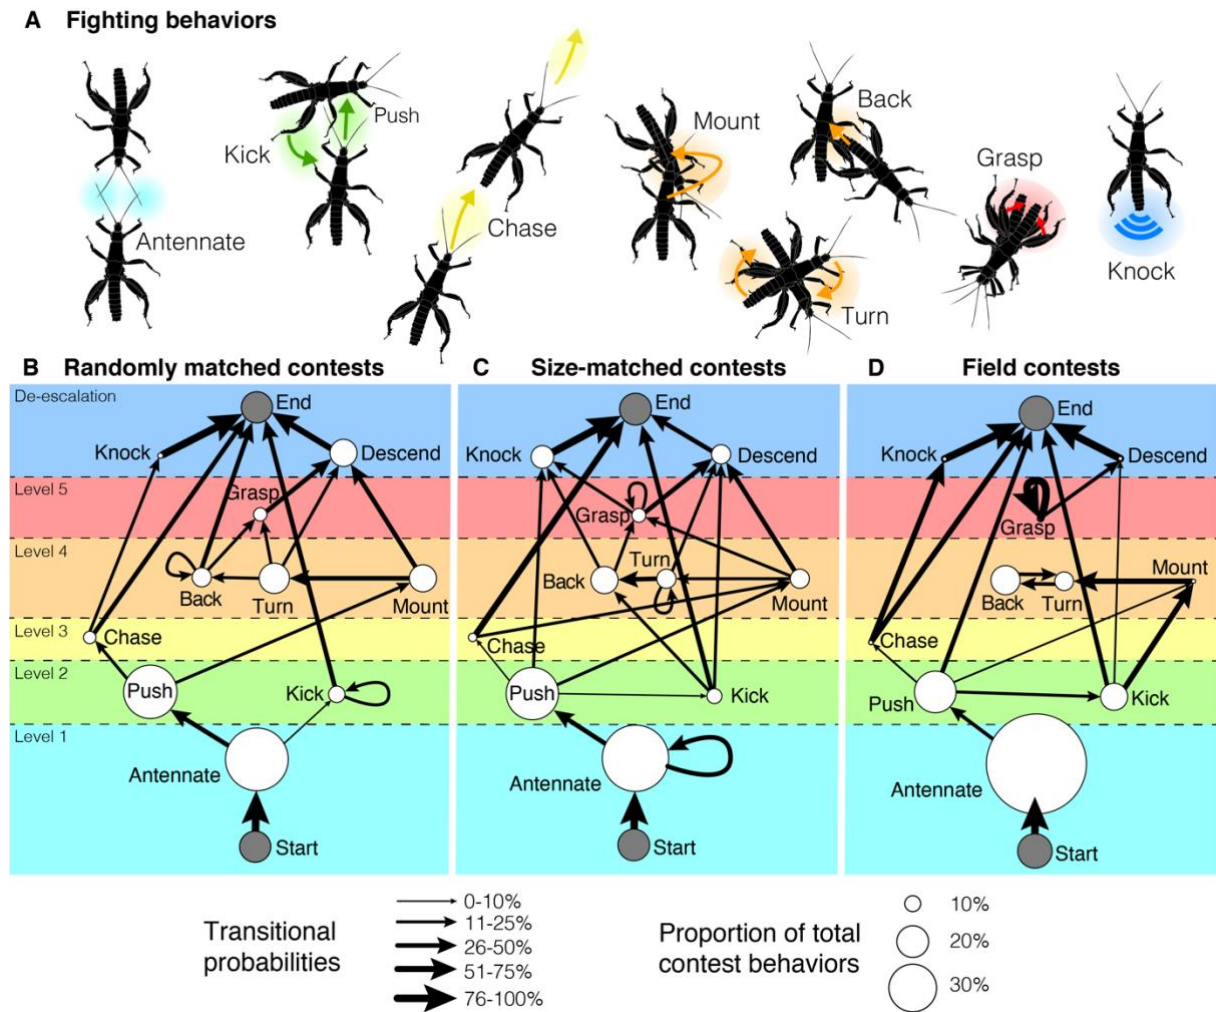 A Fighting behaviors
Antennate
Kick
Push
Chase
Mount
Turn
Back
Grasp
Knock
B Randomly matched contests
De-escalation
End
Knock
Descend
Level 5
Grasp
Level 4
Back
Turn
Mount
Level 3
Chase
Level 2
Push
Kick
Level 1
Antennate
Start
C Size-matched contests
End
Knock
Descend
Grasp
Back
Turn
Mount
Chase
Push
Kick
Antennate
Start
D Field contests
End
Knock
Descend
Grasp
Back
Turn
Mount
Chase
Push
Kick
Antennate
Start
Transitional
probabilities
0-10%
11-25%
26-50%
51-75%
76-100%
Proportion of total
contest behaviors
10%
20%
30%